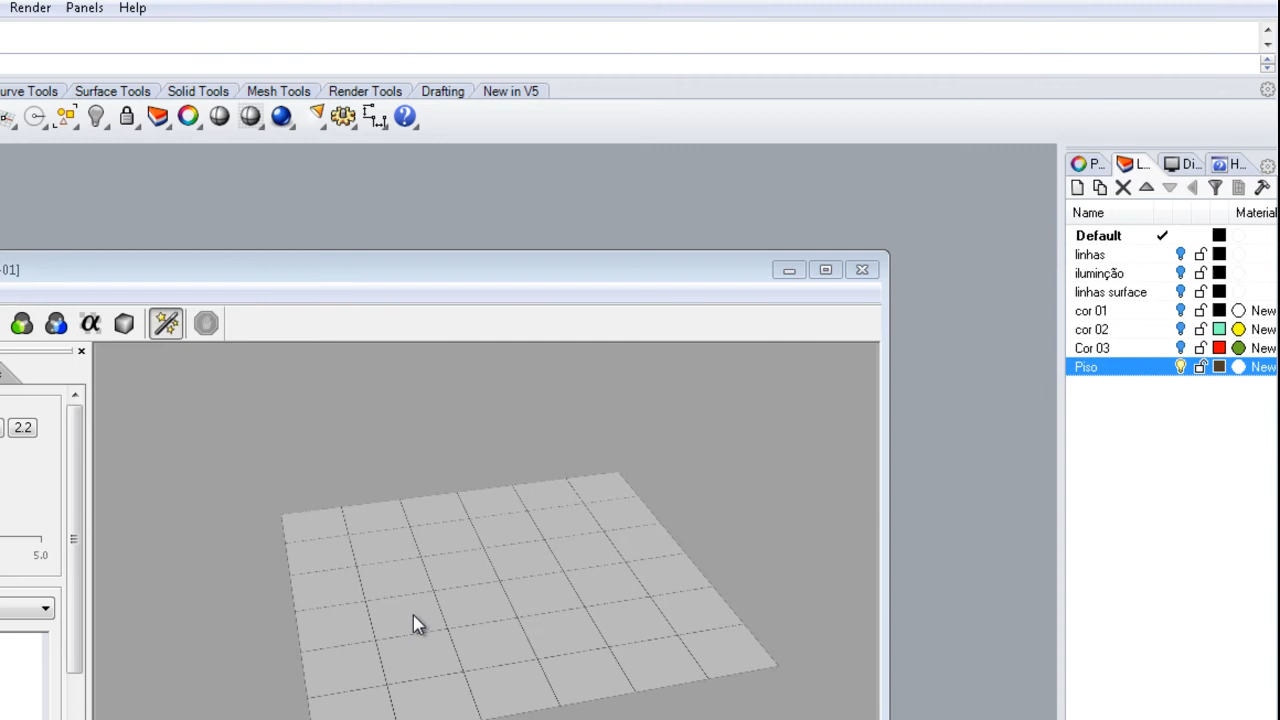 Render Panels Help
urve Tools Surface Tools Solid Tools Mesh Tools Render Tools Drafting New in V5
P... L... Di... H...
Name Material
Default
linhas
iluminção
linhas surface
cor 01 New
cor 02 New
Cor 03 New
Piso New
-01]
α
2.2
5.0